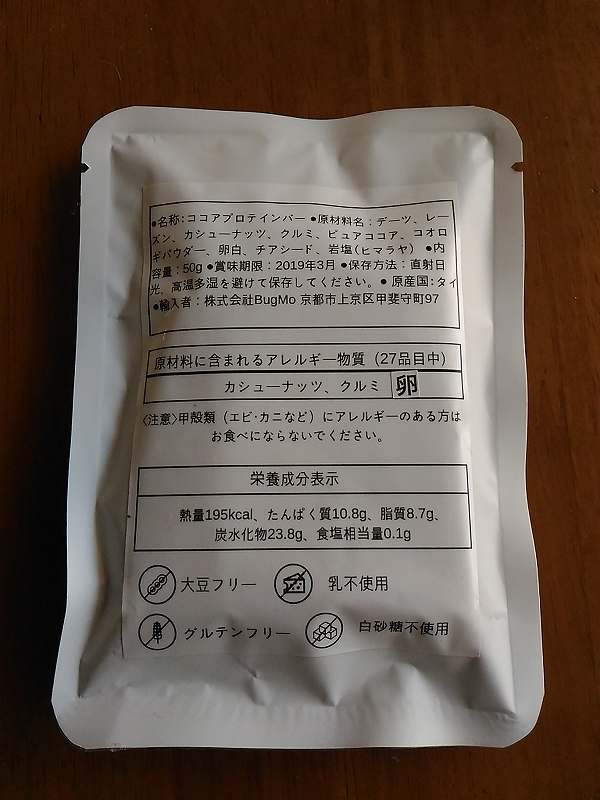 ●名称:ココアプロテインバー ●原材料名:デーツ、レー
ズン、カシューナッツ、クルミ、ピュアココア、コオロ
ギパウダー、卵白、チアシード、岩塩(ヒマラヤ) ●内
容量:50g ●賞味期限:2019年3月 ●保存方法:直射日
光、高温多湿を避けて保存してください。● 原産国:タイ
●輸入者:株式会社BugMo 京都市上京区甲斐守町97
原材料に含まれるアレルギー物質(27品目中)
カシューナッツ、クルミ 卵
〈注意〉甲殻類(エビ·カニなど)にアレルギーのある方は
お食べにならないでください。
栄養成分表示
熱量195kcal、たんぱく質10.8g、脂質8.7g、
炭水化物23.8g、食塩相当量0.1g
大豆フリー 乳不使用
グルテンフリー 白砂糖不使用